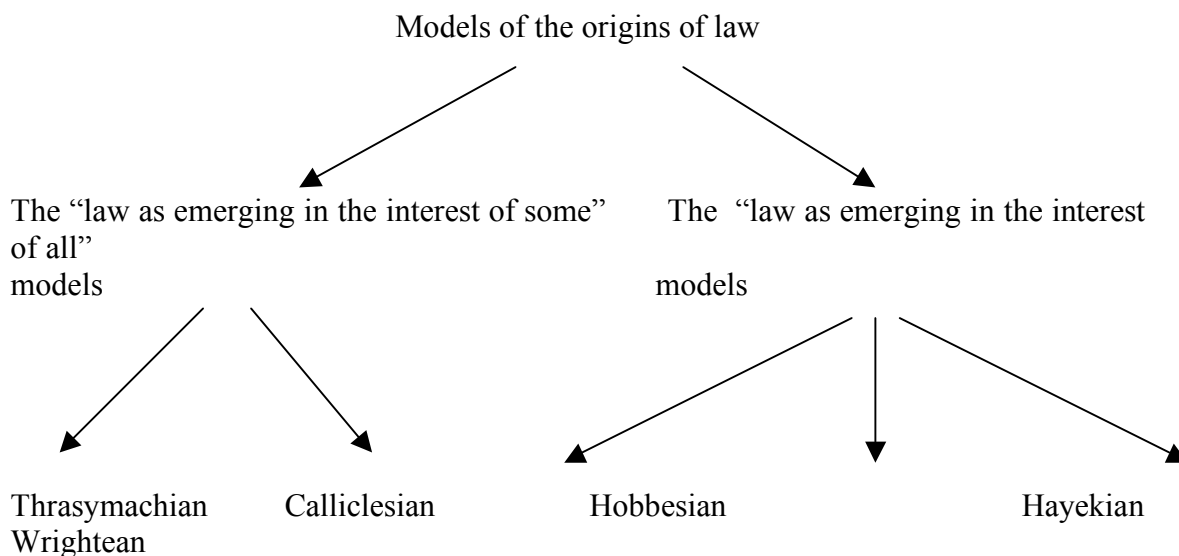 Models of the origins of law
The “law as emerging in the interest of some” The “law as emerging in the interest
of all”
models models
Thrasymachian Calliclesian Hobbesian Hayekian
Wrightean